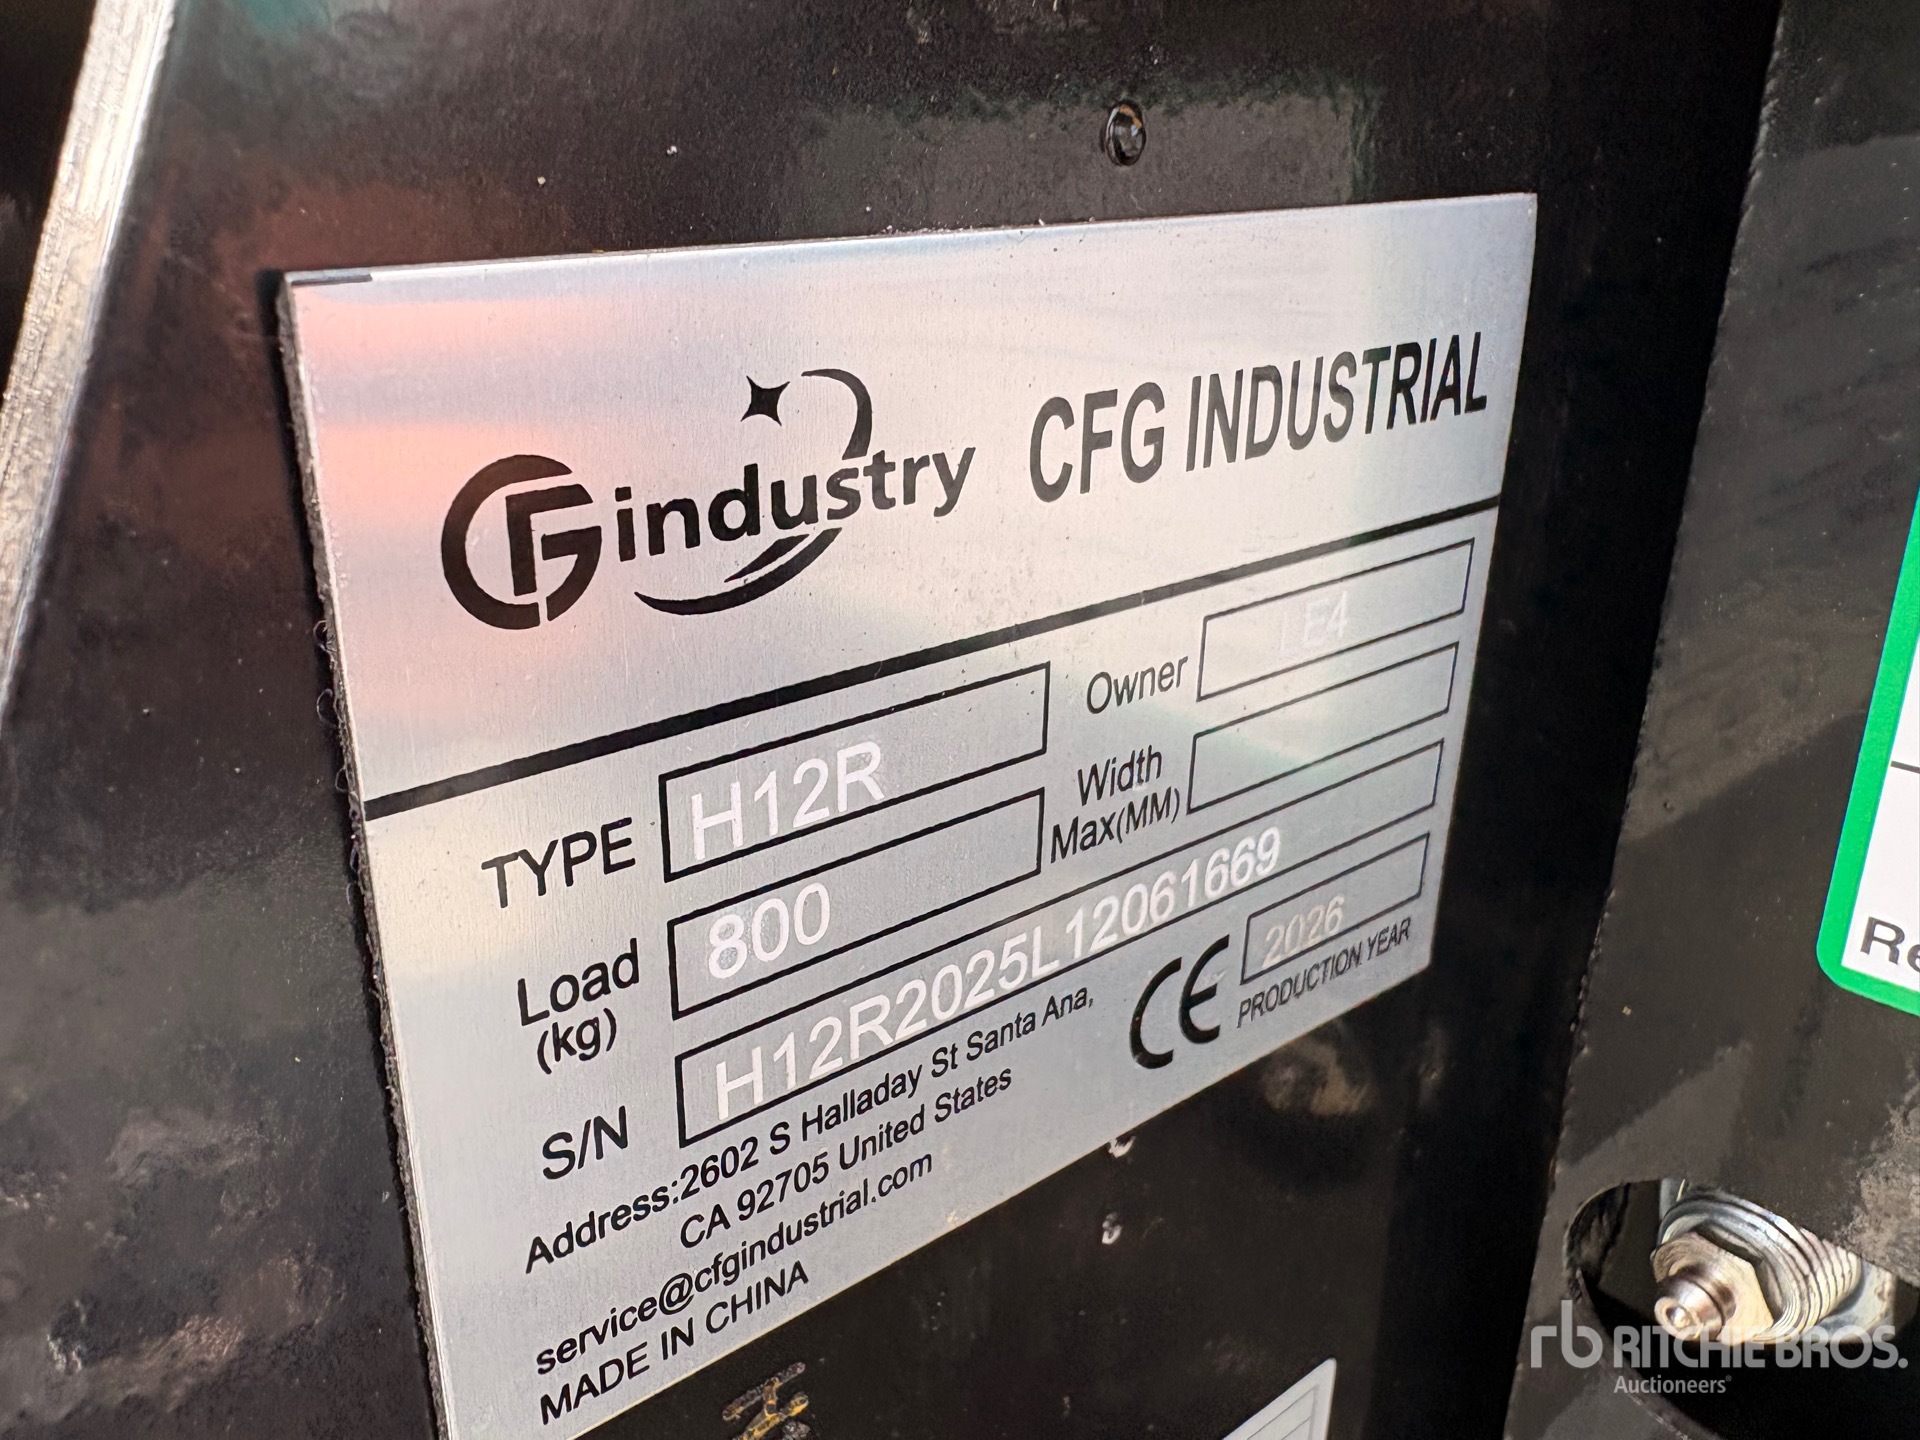 CFGindustry CFG INDUSTRIAL
TYPE H12R Owner LE4
Load (kg) 800 Width Max(MM)
S/N H12R2025L12061669
2026
CE PRODUCTION YEAR
Address:2602 S Halladay St Santa Ana,
CA 92705 United States
service@cfgindustrial.com
MADE IN CHINA
Re
rb RITCHIE BROS.
Auctioneers